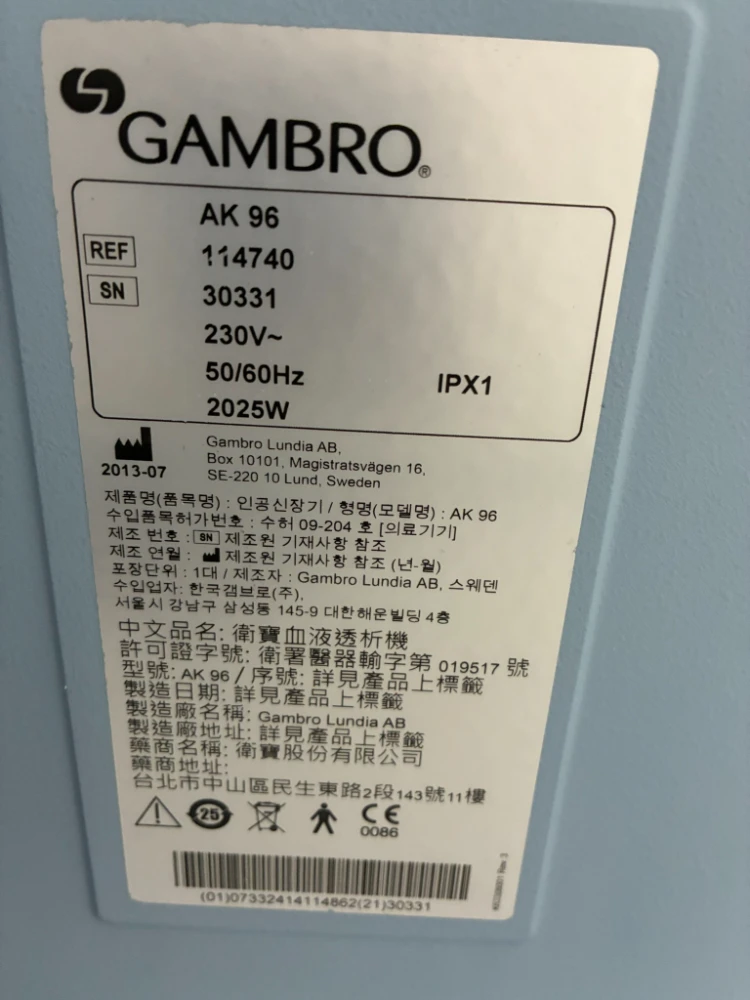 GAMBRO®
AK 96
REF 114740
SN 30331
230V~
50/60Hz IPX1
2025W
2013-07
Gambro Lundia AB,
Box 10101, Magistratsvägen 16,
SE-220 10 Lund, Sweden
제품명(품목명) : 인공신장기 / 형명(모델명) : AK 96
수입품목허가번호 : 수허 09-204 호 [의료기기]
제조 번호 : SN 제조원 기재사항 참조
제조 연월 : 제조원 기재사항 참조 (년-월)
포장단위 : 1대 / 제조자 : Gambro Lundia AB, 스웨덴
수입업자: 한국갬브로(주),
서울시 강남구 삼성동 145-9 대한해운빌딩 4층
中文品名: 衛寶血液透析機
許可證字號: 衛署醫器輸字第 019517 號
型號: AK 96 / 序號: 詳見產品上標籤
製造日期: 詳見產品上標籤
製造廠名稱: Gambro Lundia AB
製造廠地址: 詳見產品上標籤
藥商名稱: 衛寶股份有限公司
藥商地址:
台北市中山區民生東路2段143號11樓
25
CE
0086
(01)07332414114862(21)30331
Rev 3